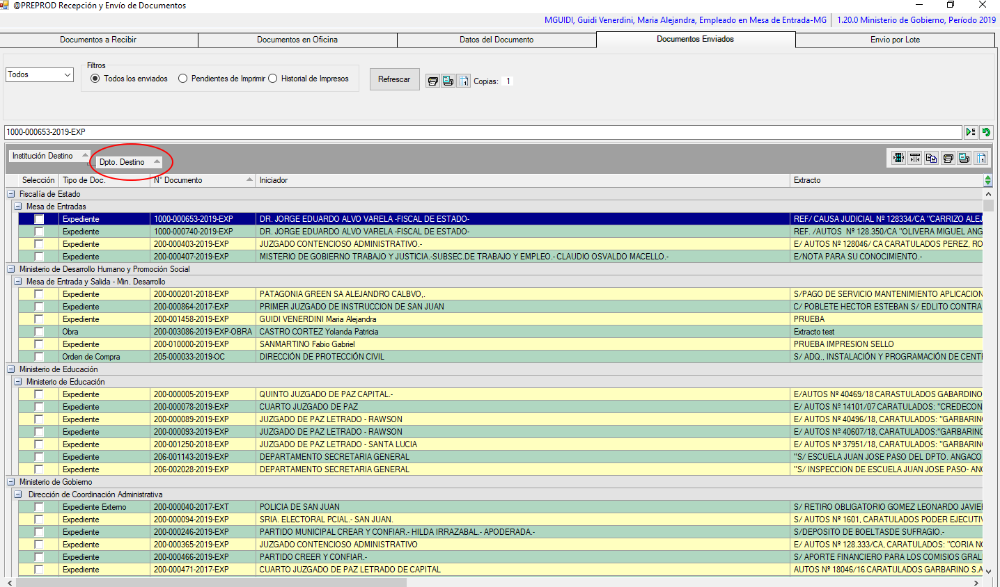 @PREPROD Recepción y Envío de Documentos
MGUIDI, Guidi Venerdini, Maria Alejandra, Empleado en Mesa de Entrada-MG 1.20.0 Ministerio de Gobierno, Período 2019
Documentos a Recibir Documentos en Oficina Datos del Documento Documentos Enviados Envio por Lote
Filtros
Todos Todos los enviados Pendientes de Imprimir Historial de Impresos Refrescar Copias: 1
1000-000653-2019-EXP
Institución Destino
Dpto. Destino
Selección Tipo de Doc. N° Documento Iniciador Extracto
Fiscalía de Estado
Mesa de Entradas
Expediente 1000-000653-2019-EXP DR. JORGE EDUARDO ALVO VARELA -FISCAL DE ESTADO- REF/ CAUSA JUDICIAL Nº 128334/CA "CARRIZO ALEJ
Expediente 1000-000740-2019-EXP DR. JORGE EDUARDO ALVO VARELA -FISCAL DE ESTADO- REF. /AUTOS Nº 128.350/CA "OLIVERA MIGUEL ANG
Expediente 200-000403-2019-EXP JUZGADO CONTENCIOSO ADMINISTRATIVO.- E/ AUTOS Nº 128046/ CA CARATULADOS PEREZ, RO
Expediente 200-000407-2019-EXP MISTERIO DE GOBIERNO TRABAJO Y JUSTICIA.-SUBSEC.DE TRABAJO Y EMPLEO.- CLAUDIO OSVALDO MACELLO.- E/NOTA PARA SU CONOCIMIENTO.-
Ministerio de Desarrollo Humano y Promoción Social
Mesa de Entrada y Salida - Min. Desarrollo
Expediente 200-000201-2018-EXP PATAGONIA GREEN SA ALEJANDRO CALBVO,. S/PAGO DE SERVICIO MANTENIMIENTO APLICACION
Expediente 200-000864-2017-EXP PRIMER JUZGADO DE INSTRUCCION DE SAN JUAN C/ POBLETE HECTOR ESTEBAN S/ EDLITO CONTRA
Expediente 200-001458-2019-EXP GUIDI VENERDINI Maria Alejandra PRUEBA
Obra 200-003086-2019-EXP-OBRA CASTRO CORTEZ Yolanda Patricia Extracto test
Expediente 200-010000-2019-EXP SANMARTINO Fabio Gabriel PRUEBA IMPRESION SELLO
Orden de Compra 205-000033-2019-OC DIRECCIÓN DE PROTECCIÓN CIVIL S/ ADQ., INSTALACIÓN Y PROGRAMACIÓN DE CENT
Ministerio de Educación
Ministerio de Educación
Expediente 200-000005-2019-EXP QUINTO JUZGADO DE PAZ CAPITAL.- E/AUTOS Nº 40469/18 CARASTULADOS GABARDINO
Expediente 200-000078-2019-EXP CUARTO JUZGADO DE PAZ E/ AUTOS Nº 14101/07 CARATULADOS: "CREDECON
Expediente 200-000089-2019-EXP JUZGADO DE PAZ LETRADO - RAWSON E/ AUTOS Nº 40496/18, CARATULADOS: "GARBARINO
Expediente 200-000093-2019-EXP JUZGADO DE PAZ LETRADO - RAWSON E/ AUTOS Nº 40607/18, CARATULADOS:"GARBARINO
Expediente 200-001250-2018-EXP JUZGADO DE PAZ LETRADO - SANTA LUCIA E/ AUTOS Nº 37951/18, CARATULADOS: "GARBARINO
Expediente 206-001143-2019-EXP DEPARTAMENTO SECRETARIA GENERAL "S/ ESCUELA JUAN JOSE PASO DEL DPTO. ANGACO
Expediente 206-002028-2019-EXP DEPARTAMENTO SECRETARIA GENERAL "S/ INSPECCION DE ESCUELA JUAN JOSE PASO- ANG
Ministerio de Gobierno
Dirección de Coordinación Administrativa
Expediente Externo 200-000040-2017-EXT POLICIA DE SAN JUAN S/ RETIRO OBLIGATORIO GOMEZ LEONARDO JAVIE
Expediente 200-000094-2019-EXP SRIA. ELECTORAL PCIAL.- SAN JUAN. S/ AUTOS Nº 1601, CARATULADOS PODER EJECUTIV
Expediente 200-000246-2019-EXP PARTIDO MUNICIPAL CREAR Y CONFIAR.- HILDA IRRAZABAL.- APODERADA.- S/DEPOSITO DE BOELTASDE SUFRAGIO.-
Expediente 200-000365-2019-EXP JUZGADO CONTENCIOSO ADMINISTRATIVO E/ AUTOS Nº 128.333/CA, CARATULADOS: "CORIA NO
Expediente 200-000466-2019-EXP PARTIDO CREER Y CONFIAR.- S/ APORTE FINANCIERO PARA LOS COMISIOS GRAL
Expediente 200-000471-2017-EXP CUARTO JUZGADO DE PAZ LETRADO DE CAPITAL AUTOS Nº 18046/16 CARATULADOS GARBARINO S.A